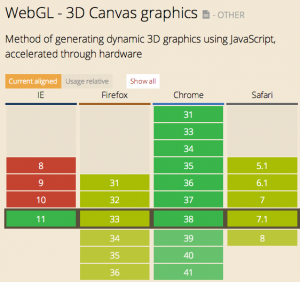 WebGL - 3D Canvas graphics - OTHER
Method of generating dynamic 3D graphics using JavaScript,
accelerated through hardware
Current aligned Usage relative Show all
IE Firefox Chrome Safari
31
33
34
8 35 5.1
9 31 36 6.1
10 32 37 7
11 33 38 7.1
34 39 8
35 40
36 41